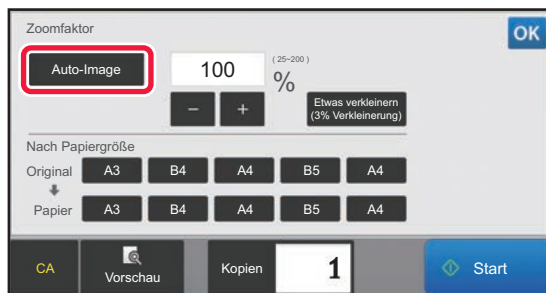 Zoomfaktor
OK
Auto-Image
100
(25~200)
%
− +
Etwas verkleinern
(3% Verkleinerung)
Nach Papiergröße
Original A3 B4 A4 B5 A4
Papier A3 B4 A4 B5 A4
CA Vorschau Kopien 1 Start